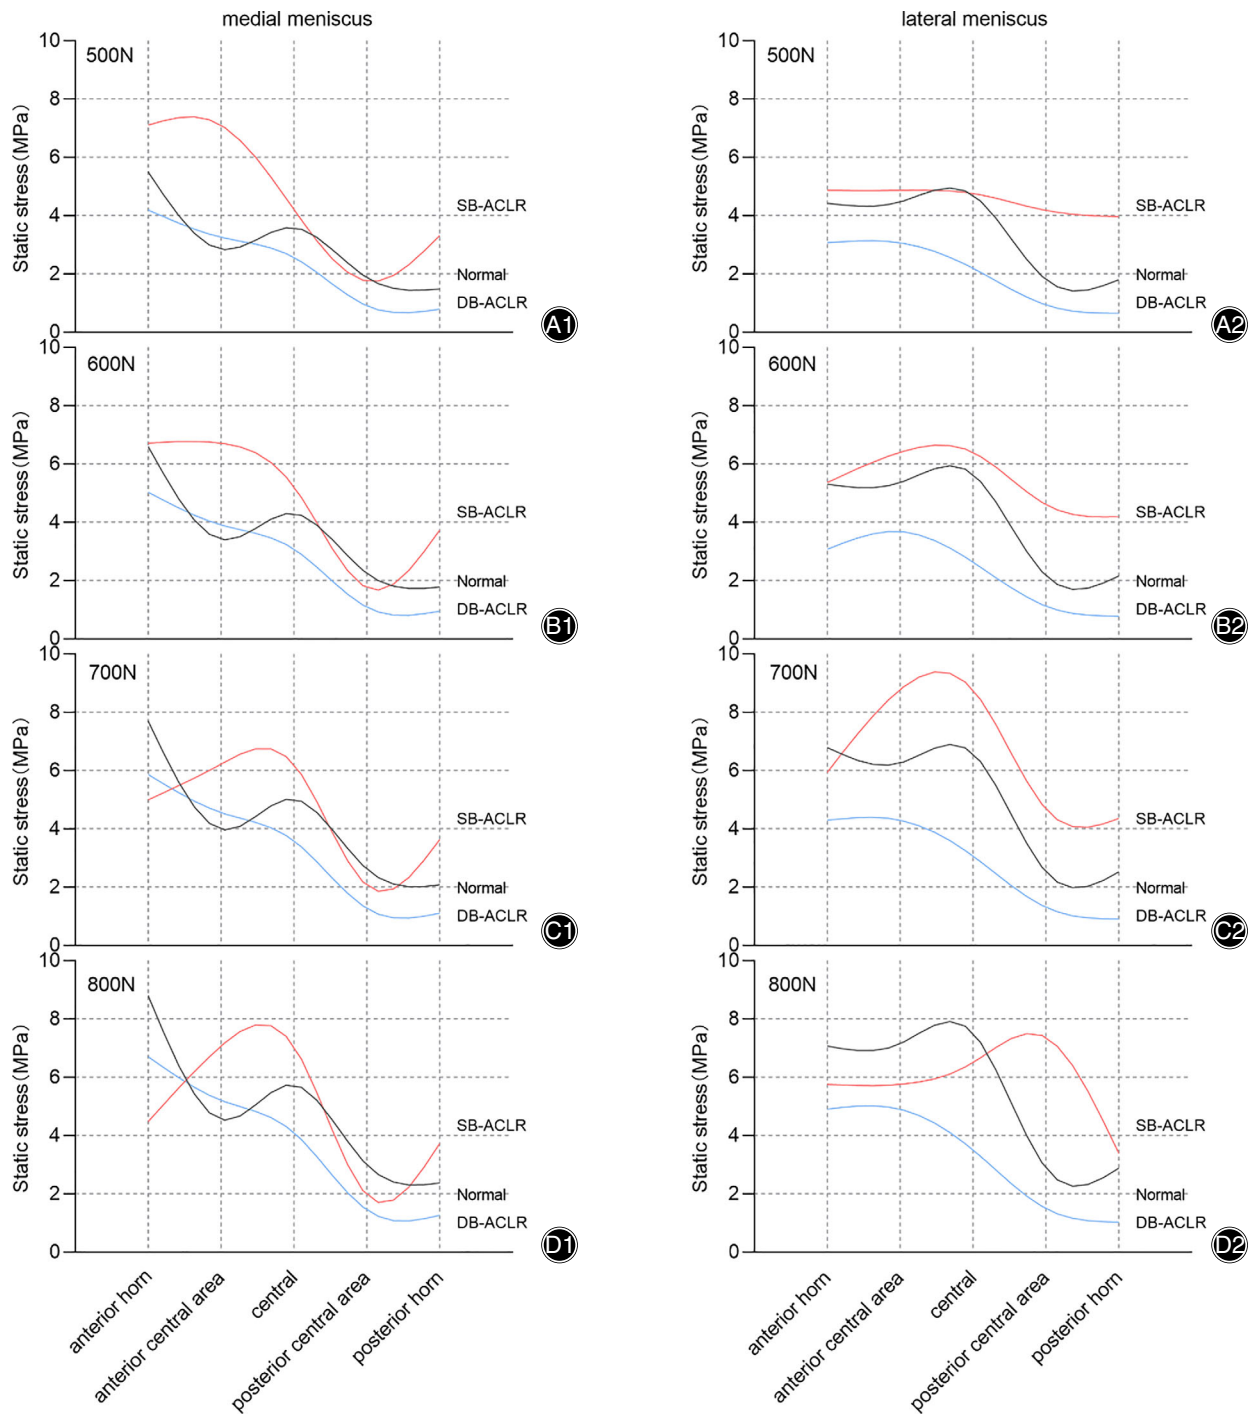 medial meniscus
lateral meniscus
10
500N
8
6
4
2
0
Static stress(MPa)
SB-ACLR
Normal
DB-ACLR
A1
10
500N
8
6
4
2
0
Static stress(MPa)
SB-ACLR
Normal
DB-ACLR
A2
10
600N
8
6
4
2
0
Static stress(MPa)
SB-ACLR
Normal
DB-ACLR
B1
10
600N
8
6
4
2
0
Static stress(MPa)
SB-ACLR
Normal
DB-ACLR
B2
10
700N
8
6
4
2
0
Static stress(MPa)
SB-ACLR
Normal
DB-ACLR
C1
10
700N
8
6
4
2
0
Static stress(MPa)
SB-ACLR
Normal
DB-ACLR
C2
10
800N
8
6
4
2
0
Static stress(MPa)
SB-ACLR
Normal
DB-ACLR
D1
10
800N
8
6
4
2
0
Static stress(MPa)
SB-ACLR
Normal
DB-ACLR
D2
anterior horn
anterior central area
central
posterior central area
posterior horn
anterior horn
anterior central area
central
posterior central area
posterior horn